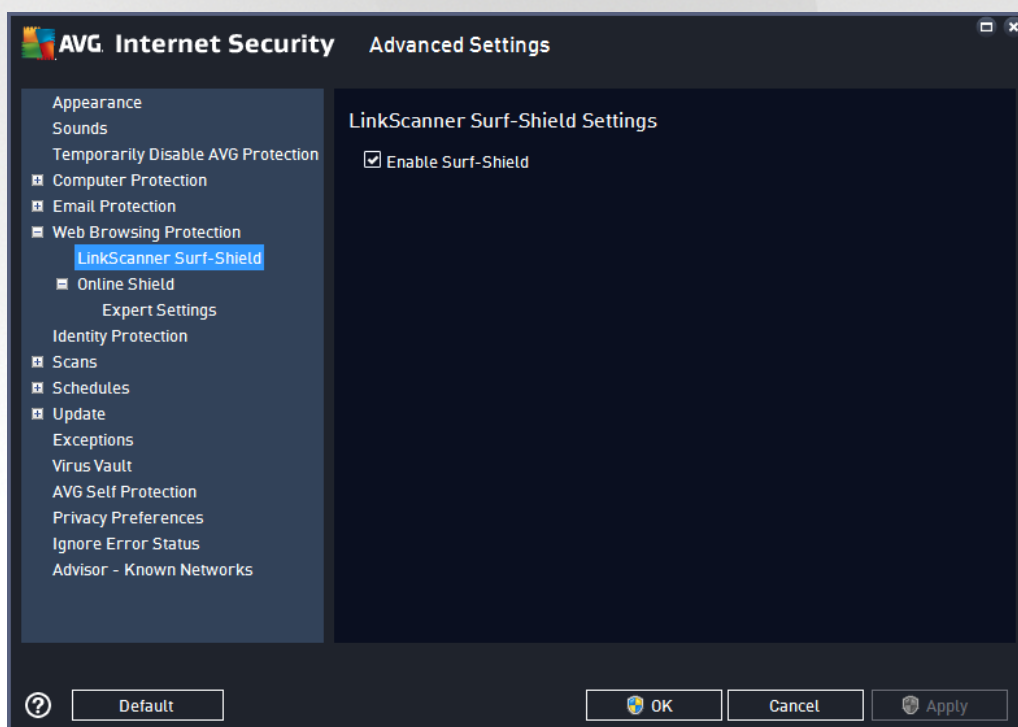 AVG. Internet Security Advanced Settings
Appearance
Sounds
Temporarily Disable AVG Protection
Computer Protection
Email Protection
Web Browsing Protection
LinkScanner Surf-Shield
Online Shield
Expert Settings
Identity Protection
Scans
Schedules
Update
Exceptions
Virus Vault
AVG Self Protection
Privacy Preferences
Ignore Error Status
Advisor - Known Networks
LinkScanner Surf-Shield Settings
Enable Surf-Shield
? Default OK Cancel Apply